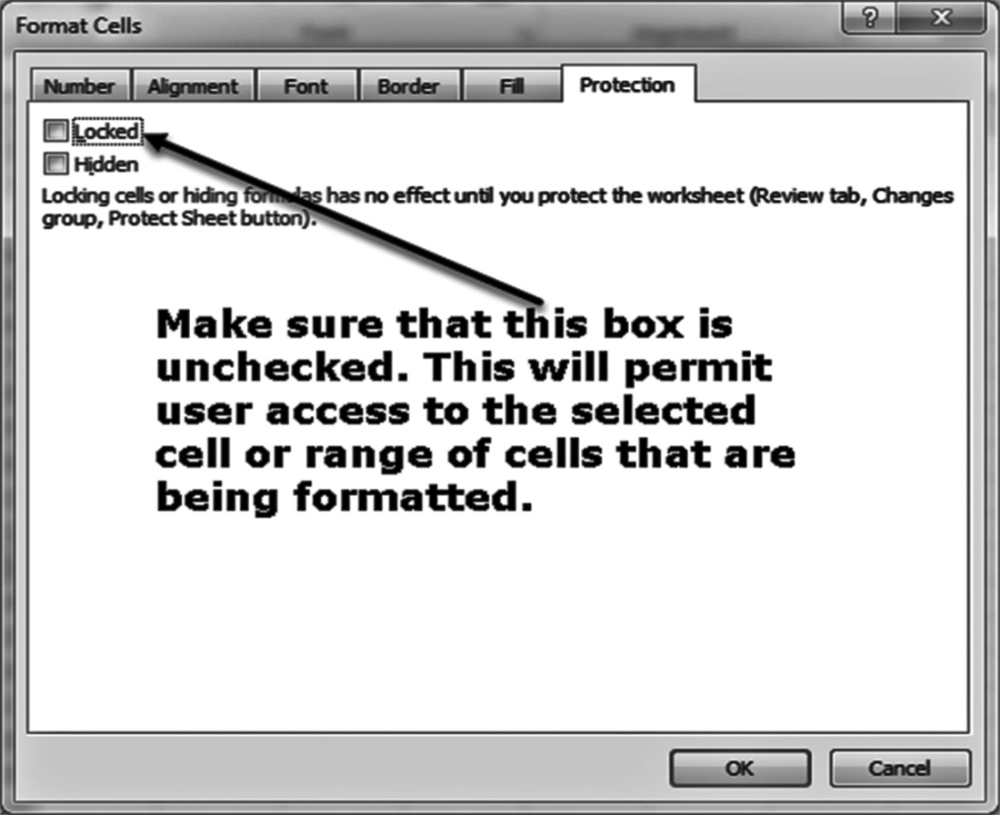 Format Cells
Number Alignment Font Border Fill Protection
Locked
Hidden
Locking cells or hiding formulas has no effect until you protect the worksheet (Review tab, Changes
group, Protect Sheet button).
Make sure that this box is
unchecked. This will permit
user access to the selected
cell or range of cells that are
being formatted.
OK Cancel